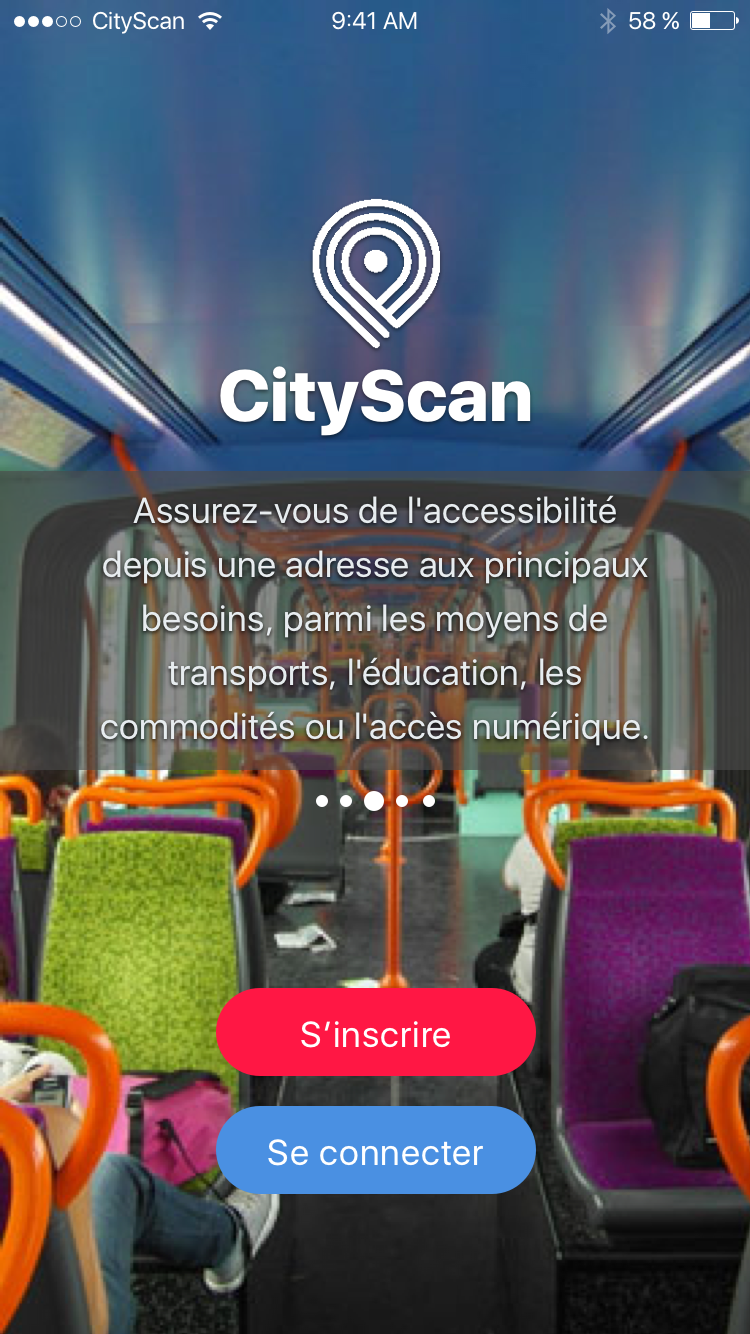 CityScan 9:41 AM 58 %
CityScan
Assurez-vous de l'accessibilité
depuis une adresse aux principaux
besoins, parmi les moyens de
transports, l'éducation, les
commodités ou l'accès numérique.
S’inscrire
Se connecter